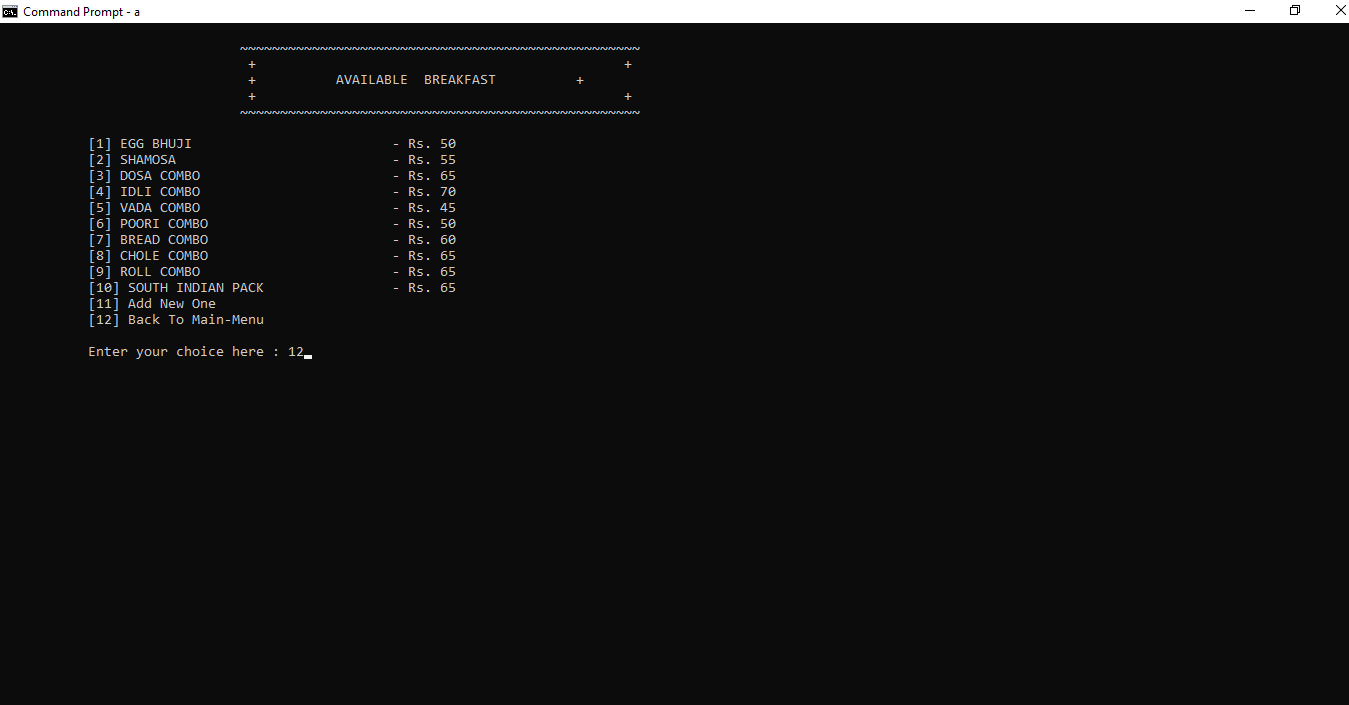 Command Prompt - a
~~~~~~~~~~~~~~~~~~~~~~~~~~~~~~~~~~~~~~~~~~~~~~~~~~
+ +
+ AVAILABLE BREAKFAST +
+ +
~~~~~~~~~~~~~~~~~~~~~~~~~~~~~~~~~~~~~~~~~~~~~~~~~~
[1] EGG BHUJI - Rs. 50
[2] SHAMOSA - Rs. 55
[3] DOSA COMBO - Rs. 65
[4] IDLI COMBO - Rs. 70
[5] VADA COMBO - Rs. 45
[6] POORI COMBO - Rs. 50
[7] BREAD COMBO - Rs. 60
[8] CHOLE COMBO - Rs. 65
[9] ROLL COMBO - Rs. 65
[10] SOUTH INDIAN PACK - Rs. 65
[11] Add New One
[12] Back To Main-Menu
Enter your choice here : 12